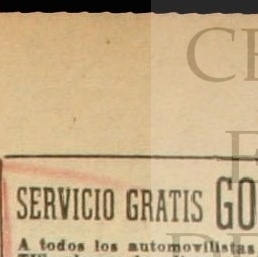 SERVICIO GRATIS GO
A todos los automovilistas